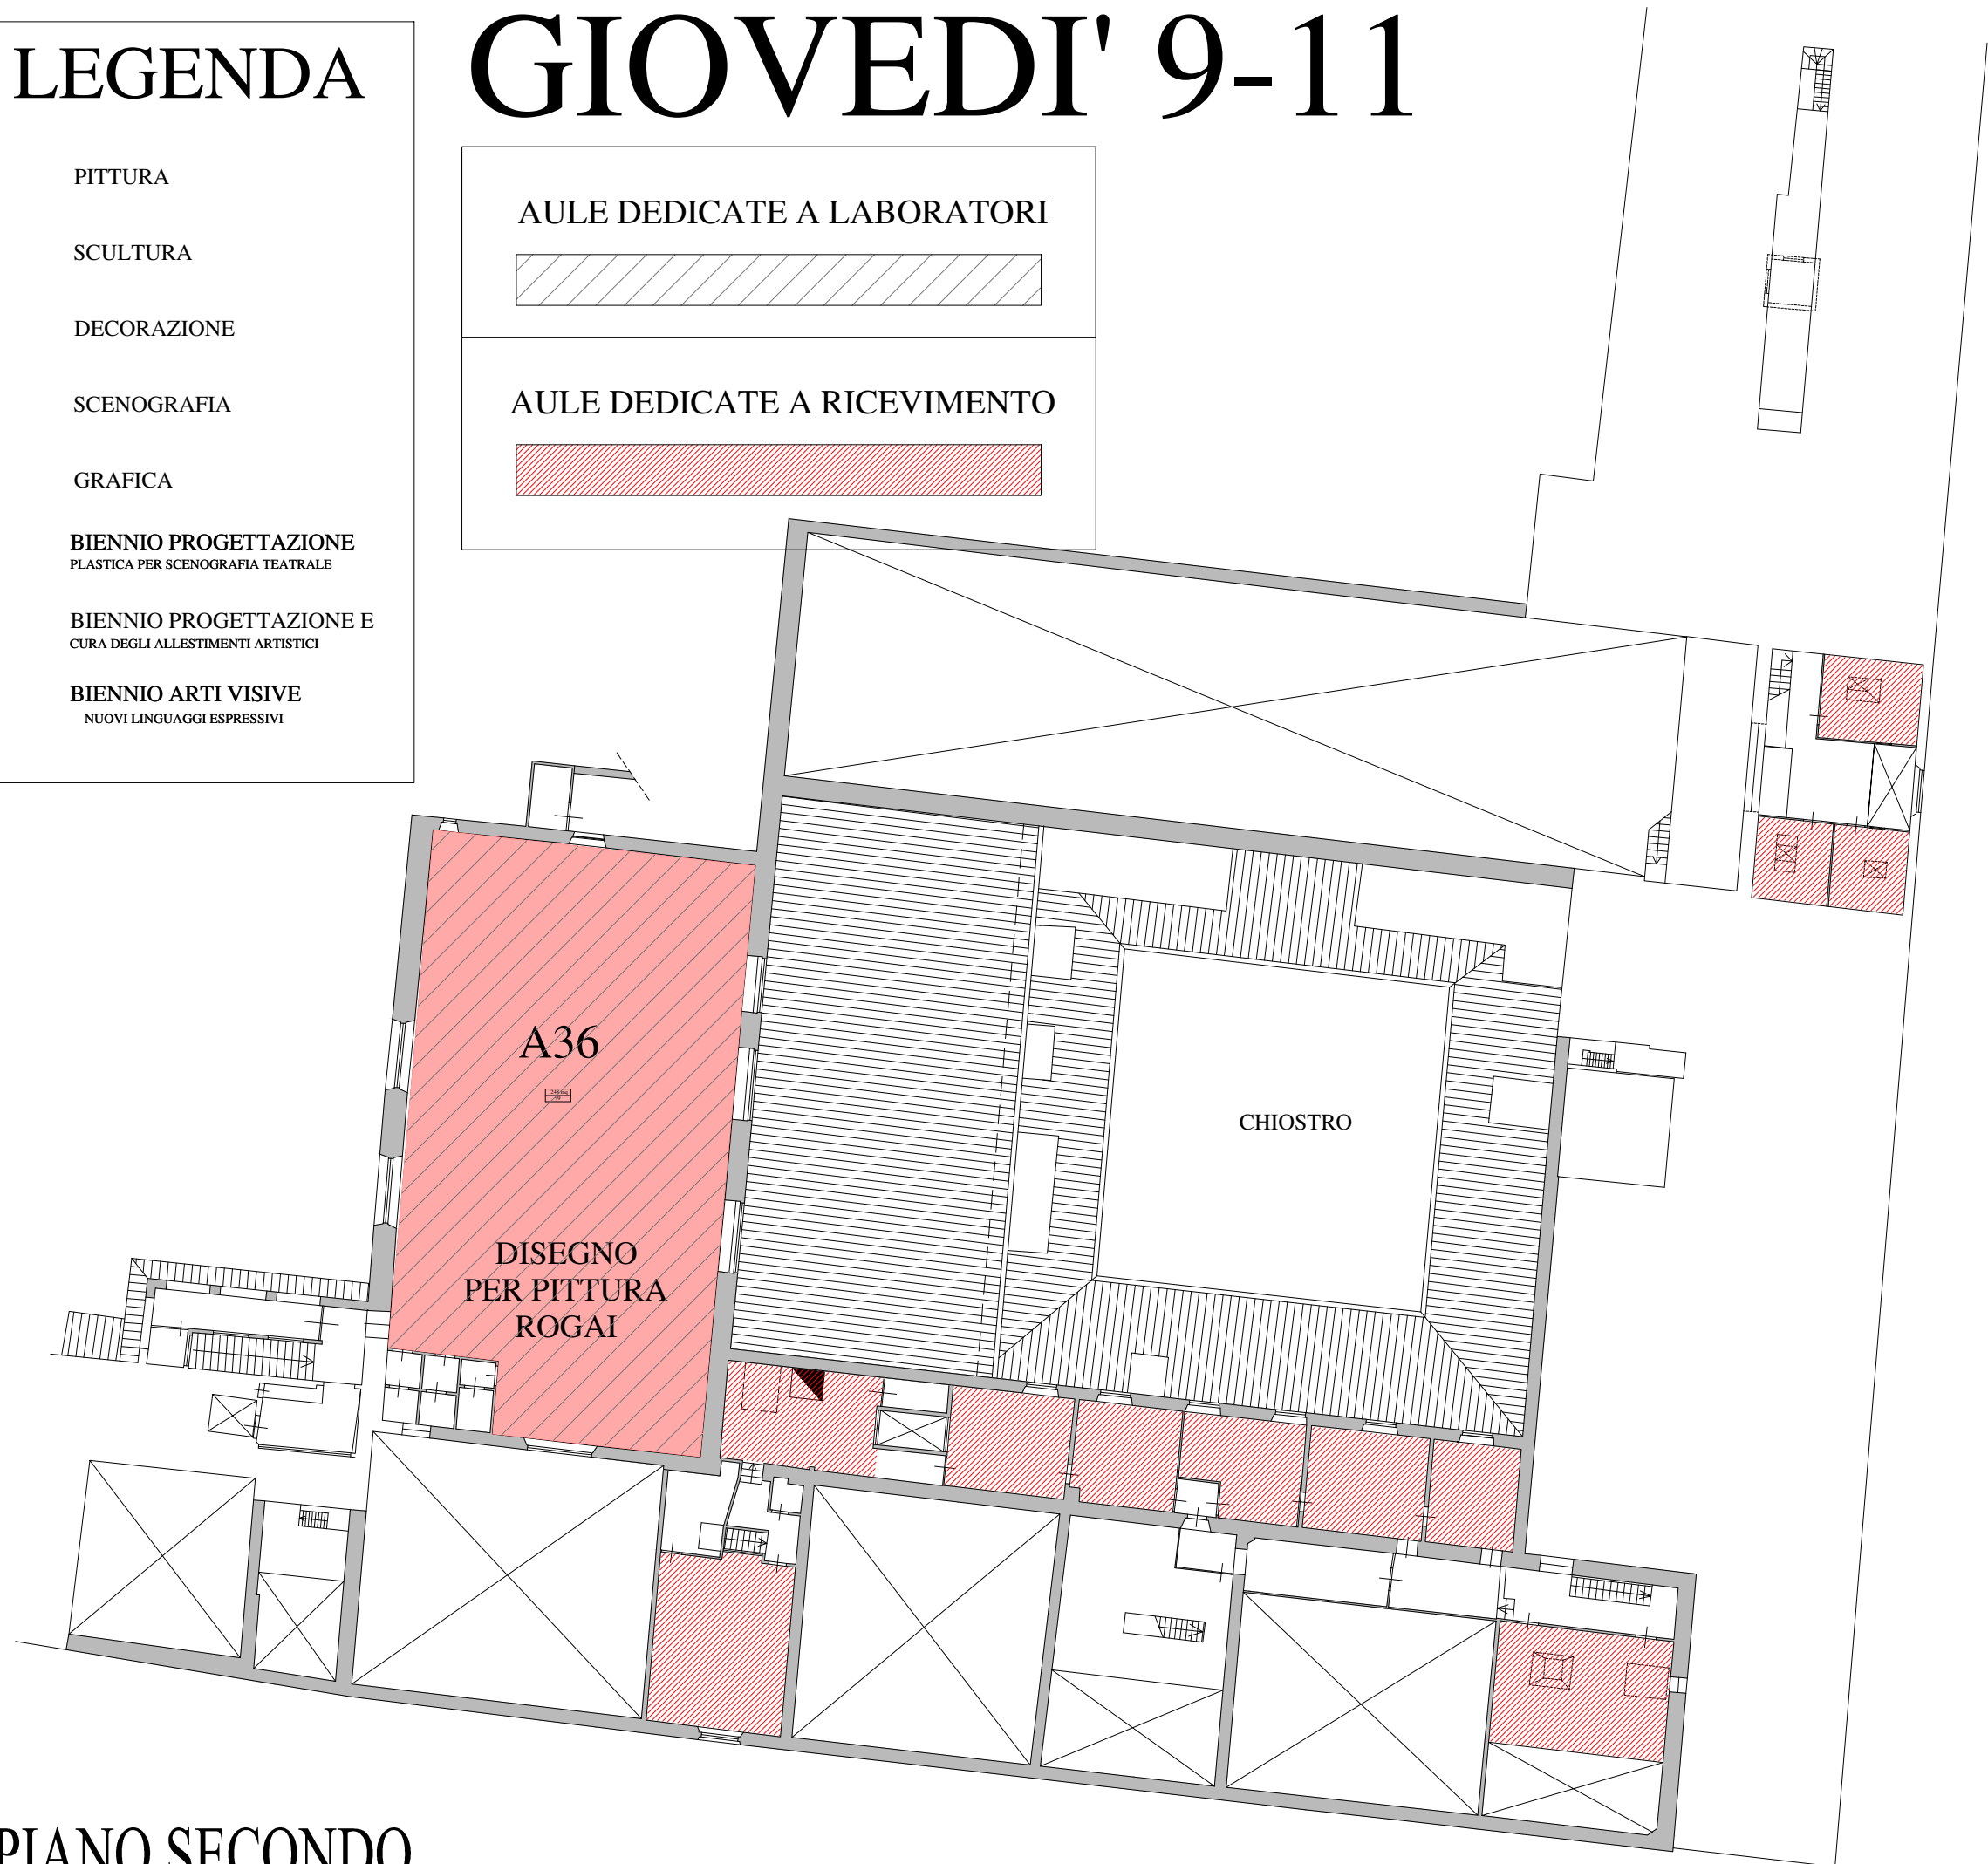 LEGENDA
GIOVEDI' 9-11
PITTURA
SCULTURA
DECORAZIONE
SCENOGRAFIA
GRAFICA
BIENNIO PROGETTAZIONE
PLASTICA PER SCENOGRAFIA TEATRALE
BIENNIO PROGETTAZIONE E
CURA DEGLI ALLESTIMENTI ARTISTICI
BIENNIO ARTI VISIVE
NUOVI LINGUAGGI ESPRESSIVI
AULE DEDICATE A LABORATORI
AULE DEDICATE A RICEVIMENTO
A36
CHIOSTRO
DISEGNO
PER PITTURA
ROGAI
PIANO SECONDO